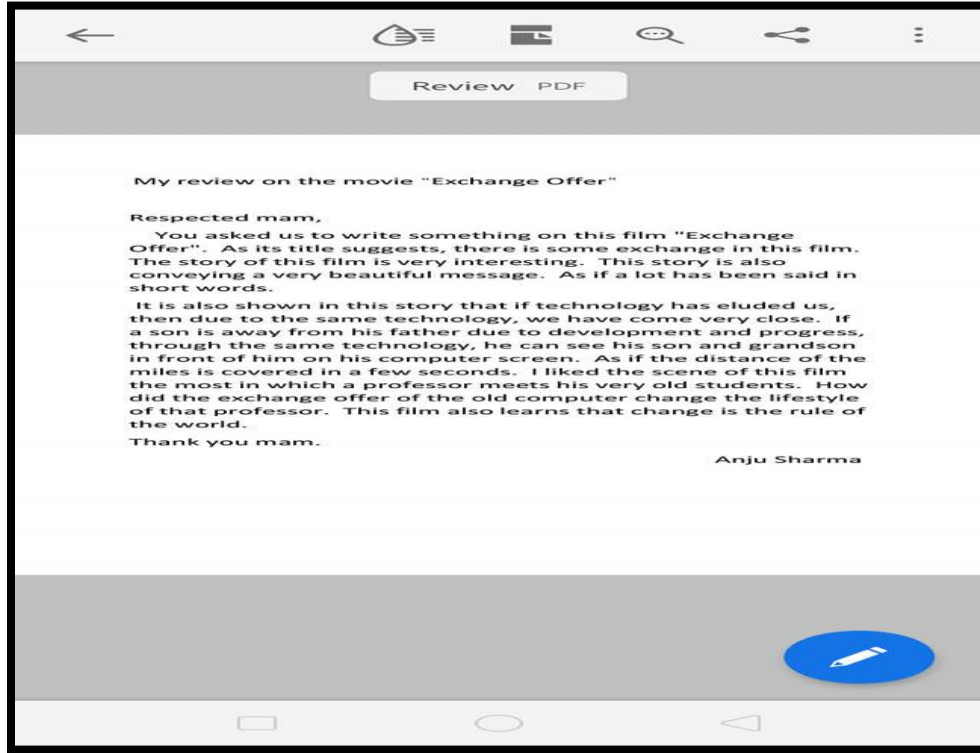 Review PDF
My review on the movie "Exchange Offer"
Respected mam,
You asked us to write something on this film "Exchange
Offer". As its title suggests, there is some exchange in this film.
The story of this film is very interesting. This story is also
conveying a very beautiful message. As if a lot has been said in
short words.
It is also shown in this story that if technology has eluded us,
then due to the same technology, we have come very close. If
a son is away from his father due to development and progress,
through the same technology, he can see his son and grandson
in front of him on his computer screen. As if the distance of the
miles is covered in a few seconds. I liked the scene of this film
the most in which a professor meets his very old students. How
did the exchange offer of the old computer change the lifestyle
of that professor. This film also learns that change is the rule of
the world.
Thank you mam.
Anju Sharma